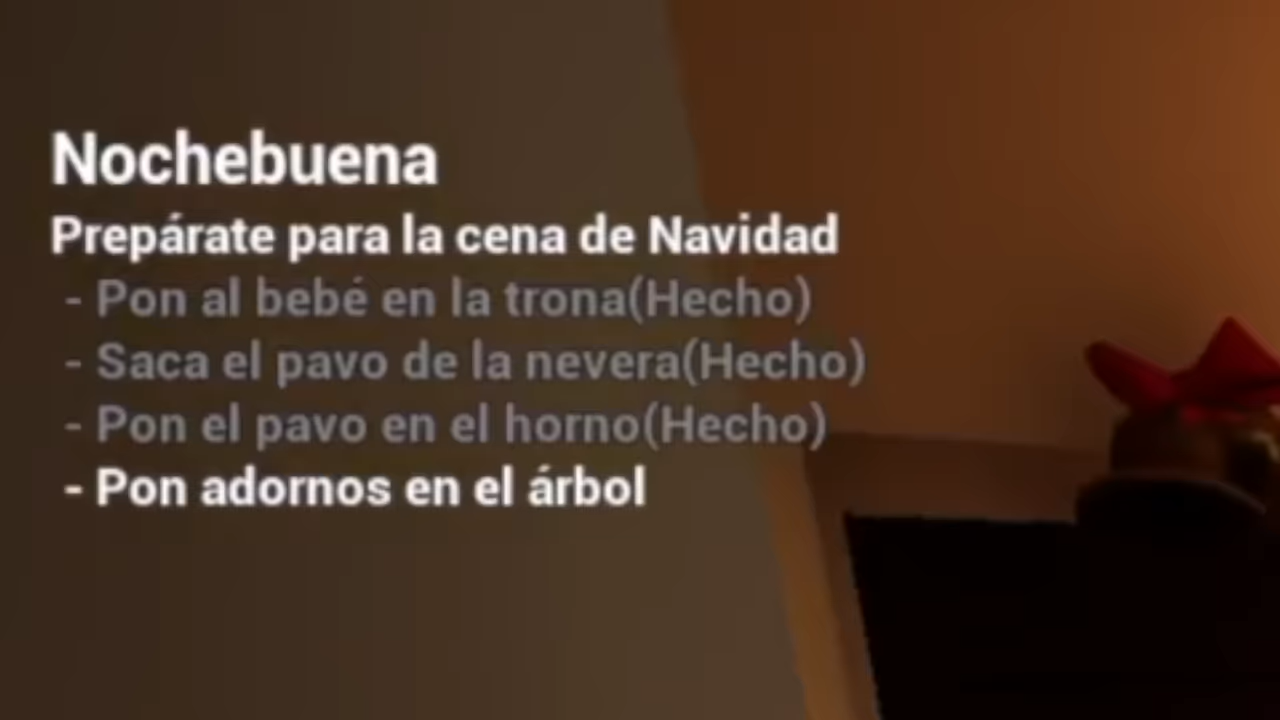 Nochebuena
Prepárate para la cena de Navidad
- Pon al bebé en la trona(Hecho)
- Saca el pavo de la nevera(Hecho)
- Pon el pavo en el horno(Hecho)
- Pon adornos en el árbol